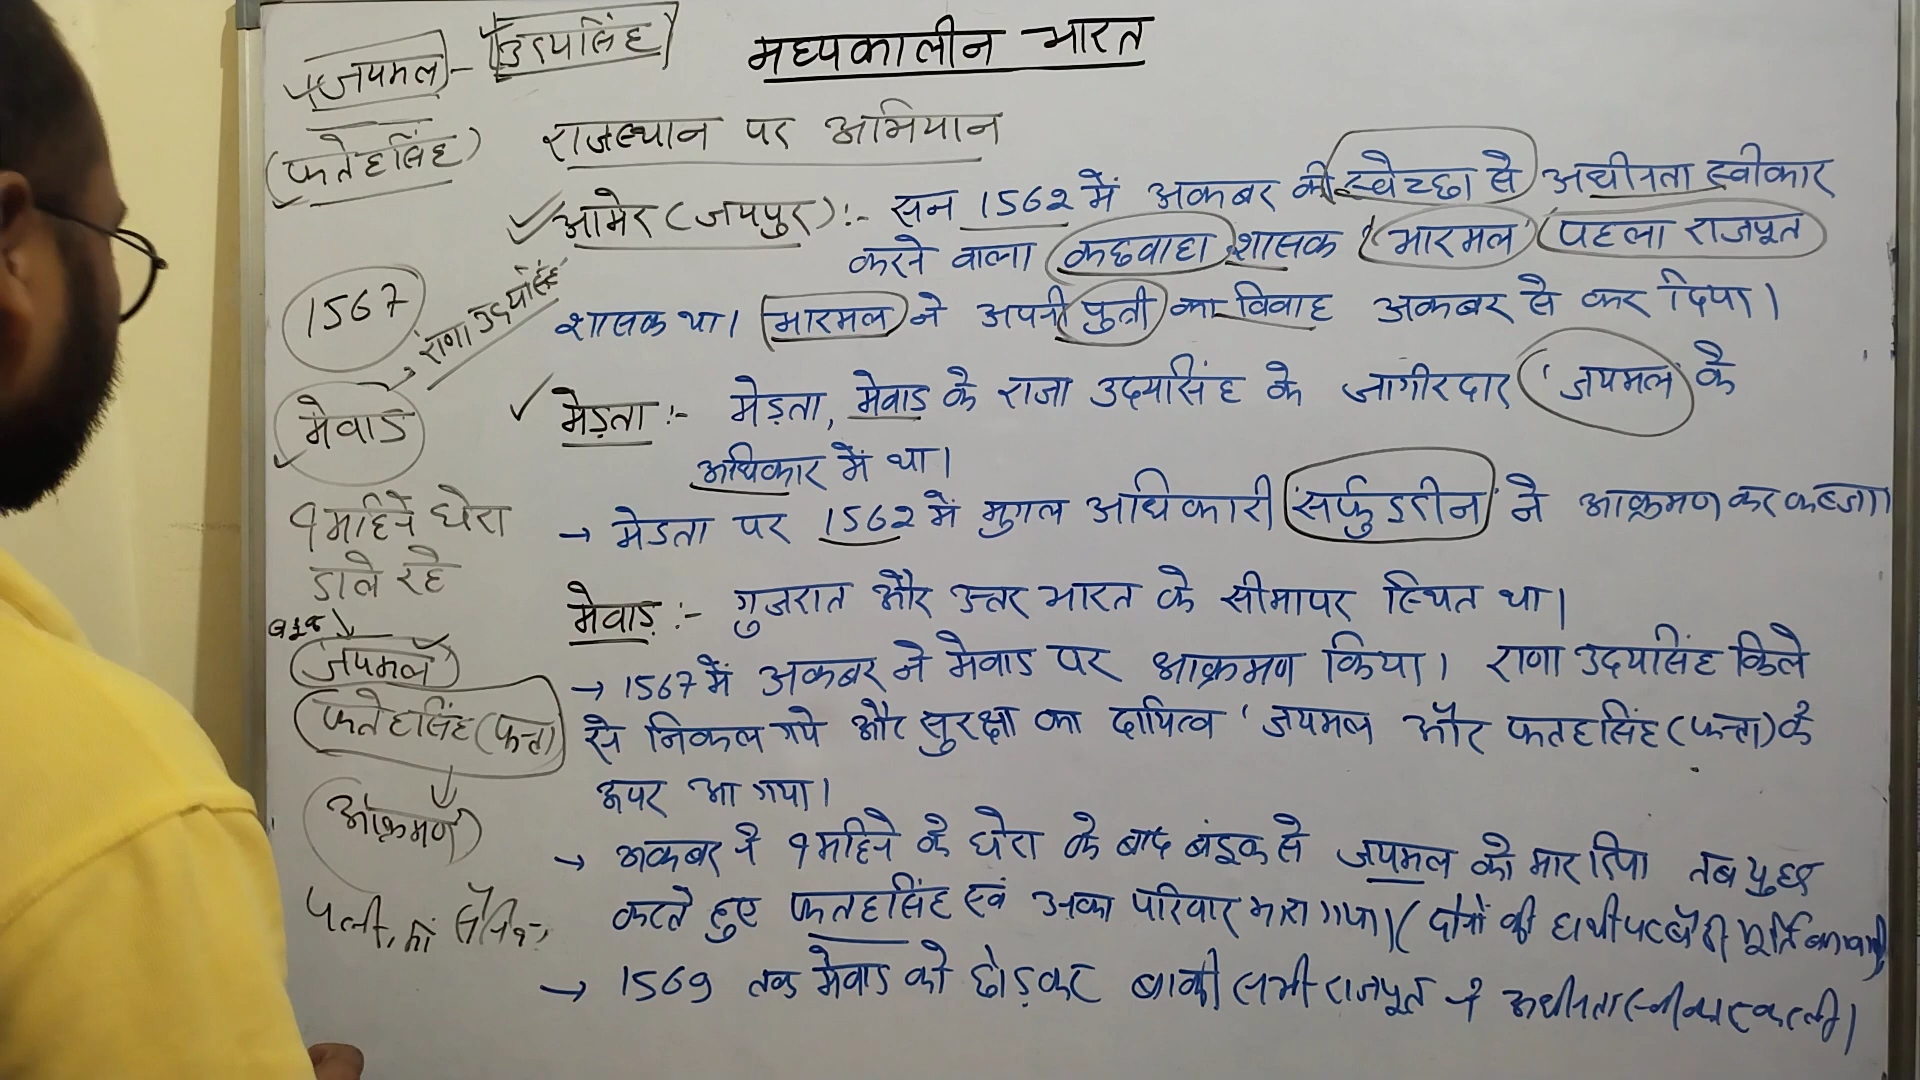 जयमल - उदयसिंह
फतेहसिंह
मध्यकालीन भारत
राजस्थान पर अभियान
आमेर (जयपुर) :- सन 1562 में अकबर की स्वेच्छा से अधीनता स्वीकार
करने वाला कछवाहा शासक 'भारमल' पहला राजपूत
शासक था। भारमल ने अपनी पुत्री का विवाह अकबर से कर दिया।
मेड़ता :- मेड़ता, मेवाड के राजा उदयसिंह के जागीरदार 'जयमल' के
अधिकार में था।
→ मेडता पर 1562 में मुगल अधिकारी 'सर्फुद्दीन' ने आक्रमण कर कब्जा।
मेवाड़ :- गुजरात और उत्तर भारत के सीमा पर स्थित था।
→ 1567 में अकबर ने मेवाड पर आक्रमण किया। राणा उदयसिंह किले
से निकल गये और सुरक्षा का दायित्व 'जयमल और फतहसिंह (फत्ता) के
ऊपर आ गया।
→ अकबर ने 9 महिने के घेरा के बाद बंदूक से जयमल को मार दिया तब युद्ध
करते हुए फतहसिंह एवं उनका परिवार मारा गया। (दोनों की हाथी पर बैठी मूर्ति बनवायी
→ 1569 तक मेवाड को छोड़कर बाकी सभी राजपूत ने अधीनता स्वीकार कर ली।
1567
राणा उदयसिंह
मेवाड
9 महिने घेरा
डाले रहे
जयमल
फतेहसिंह (फत्ता)
आक्रमण
पत्नी, मां सैनिक